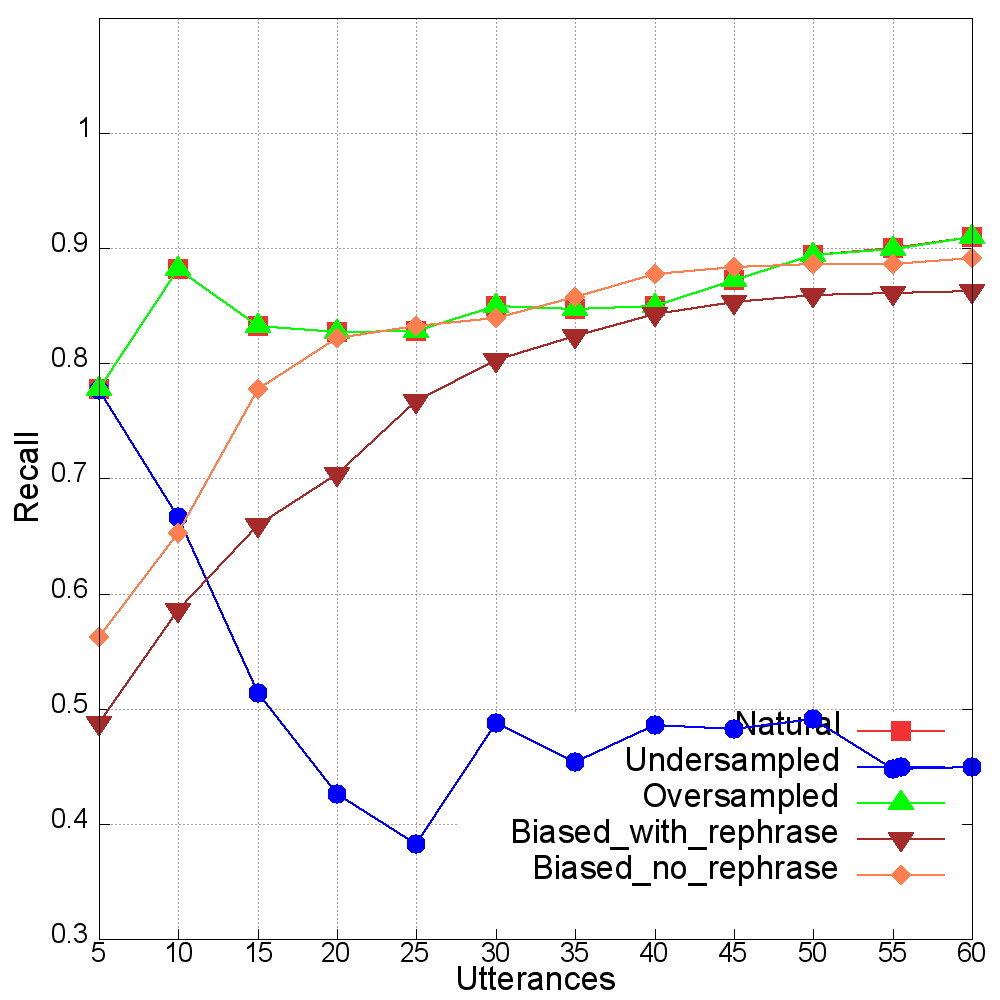 1
0.9
0.8
0.7
0.6
0.5
0.4
0.3
Recall
Natural
Undersampled
Oversampled
Biased_with_rephrase
Biased_no_rephrase
5 10 15 20 25 30 35 40 45 50 55 60
Utterances